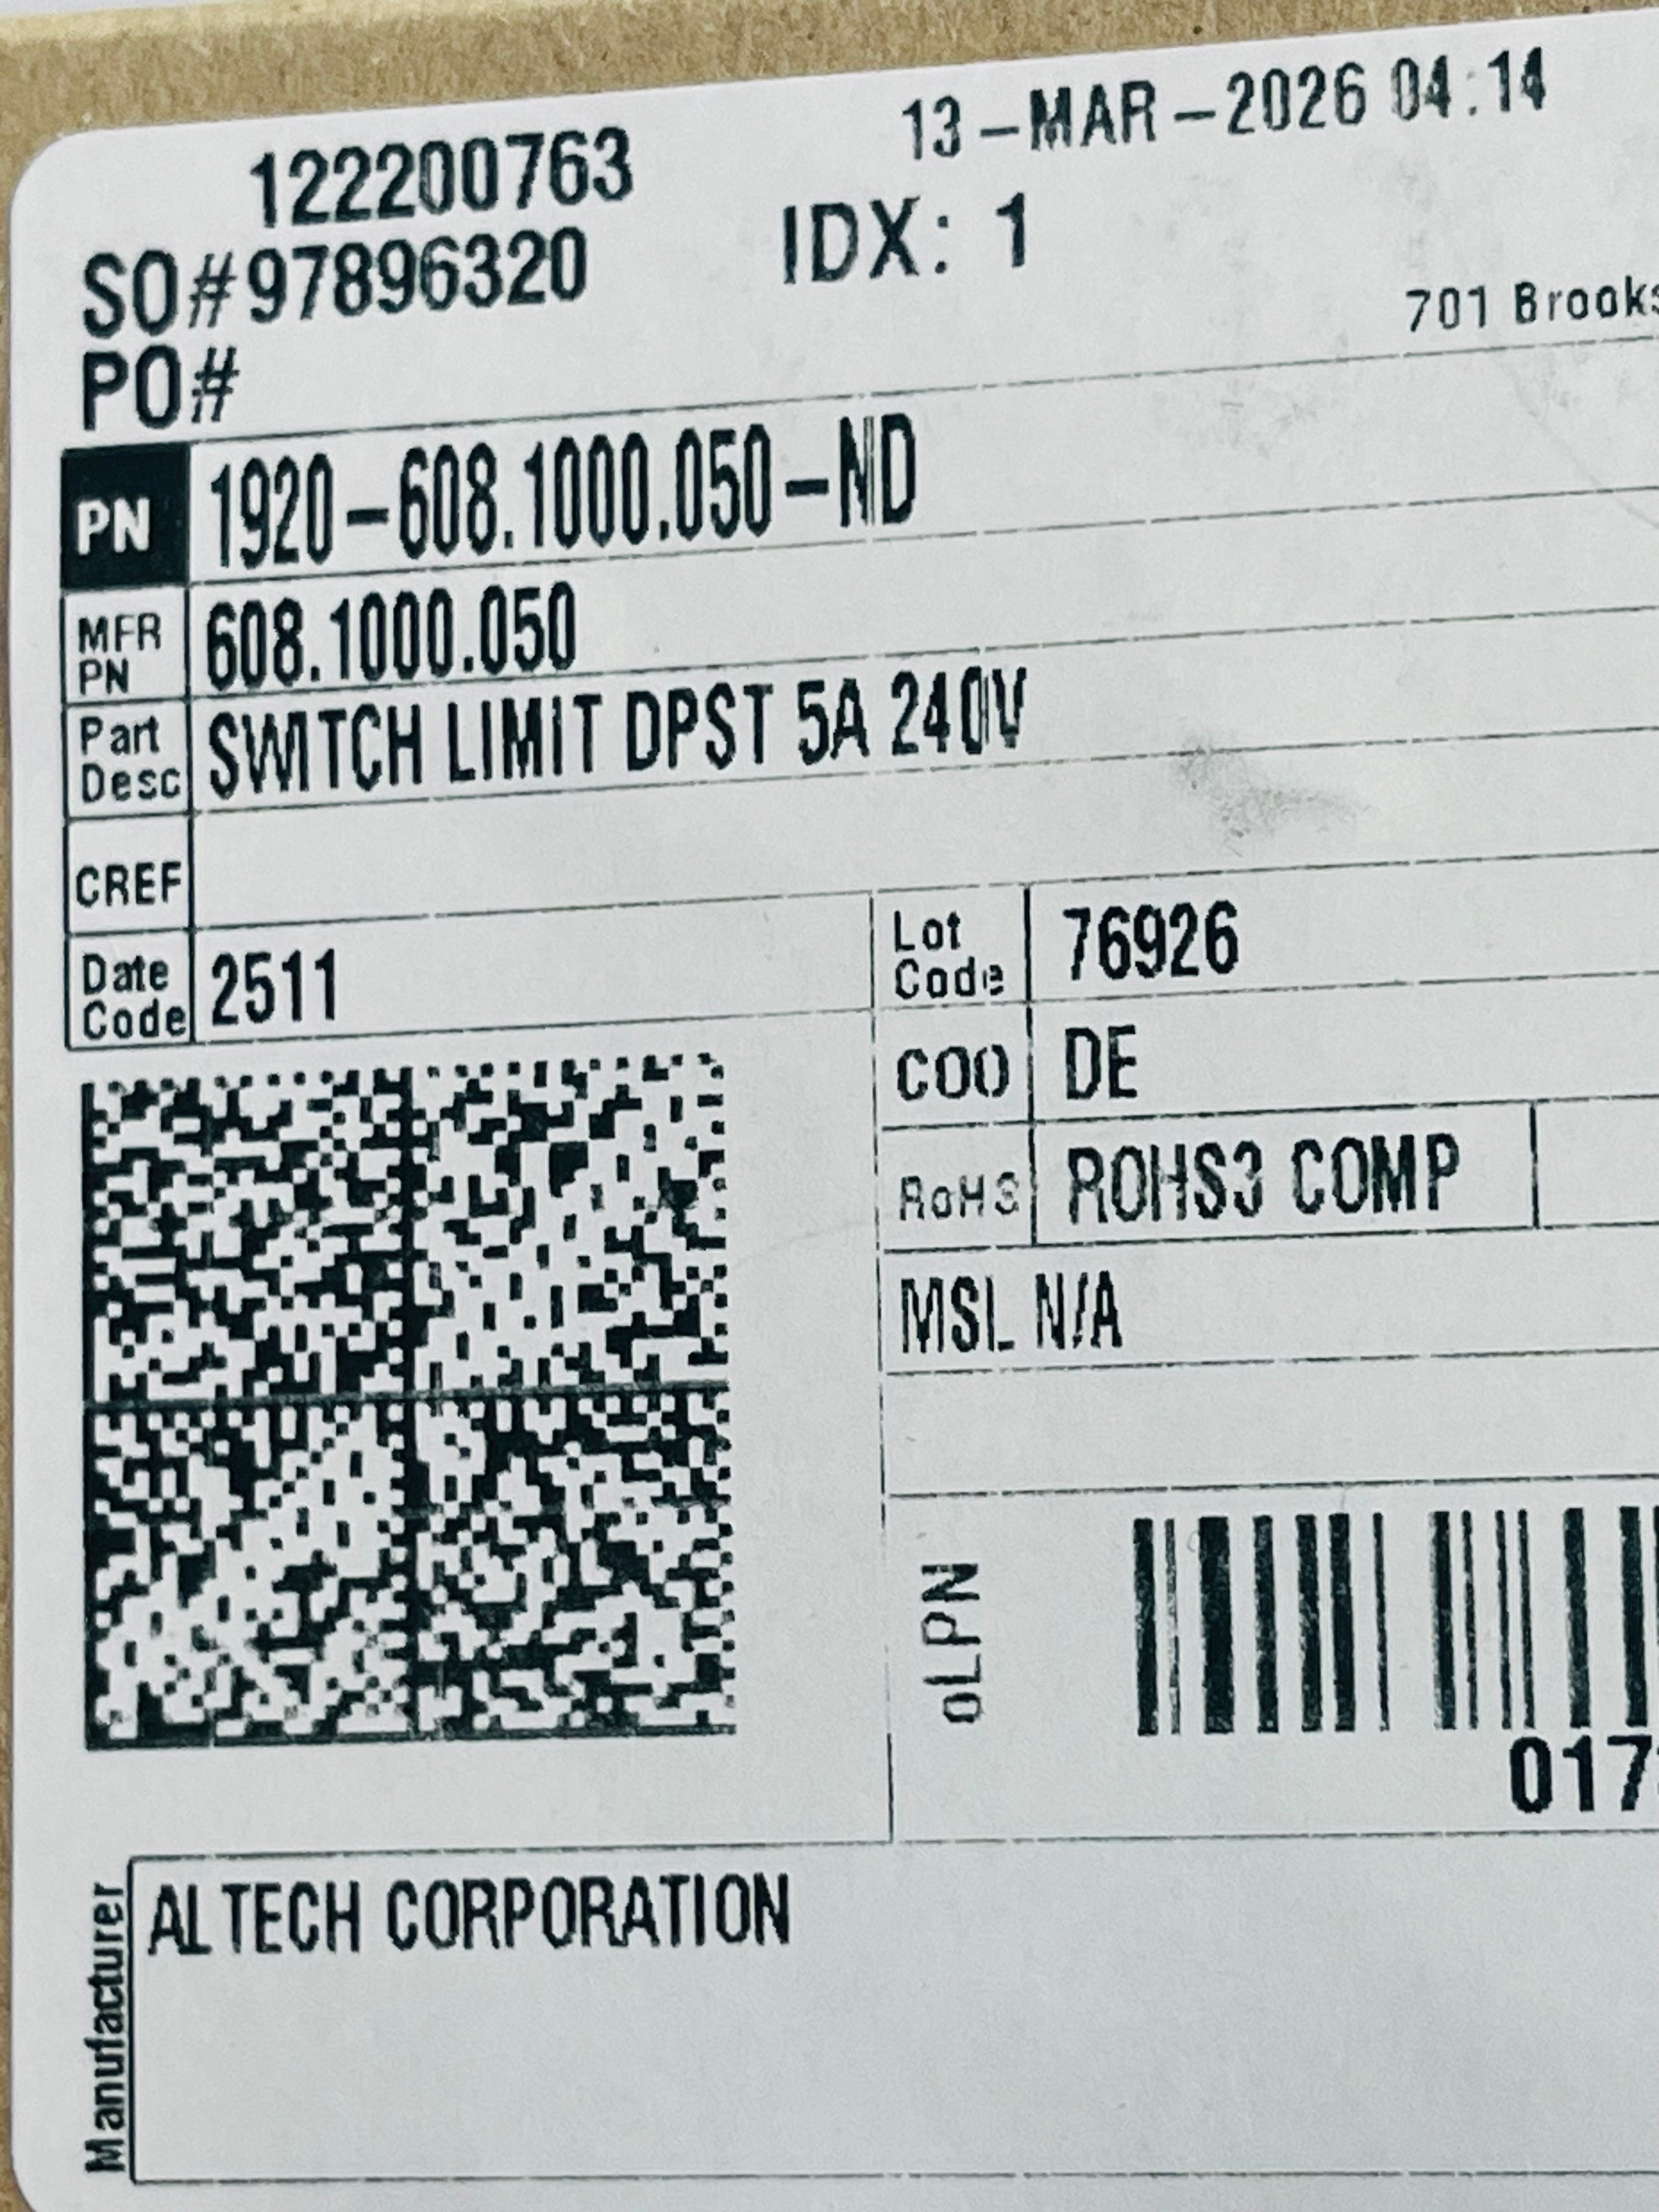 13-MAR-2026 04:14
122200763
SO#97896320
IDX: 1
701
PO#
PN 1920-608.1000.050-ND
MFR PN 608.1000.050
Part Desc SWITCH LIMIT DPST 5A 240V
CREF
Date Code 2511
Lot Code 76926
COO DE
RoHS ROHS3 COMP
MSL N/A
oLPN
017
Manufacturer
ALTECH CORPORATION